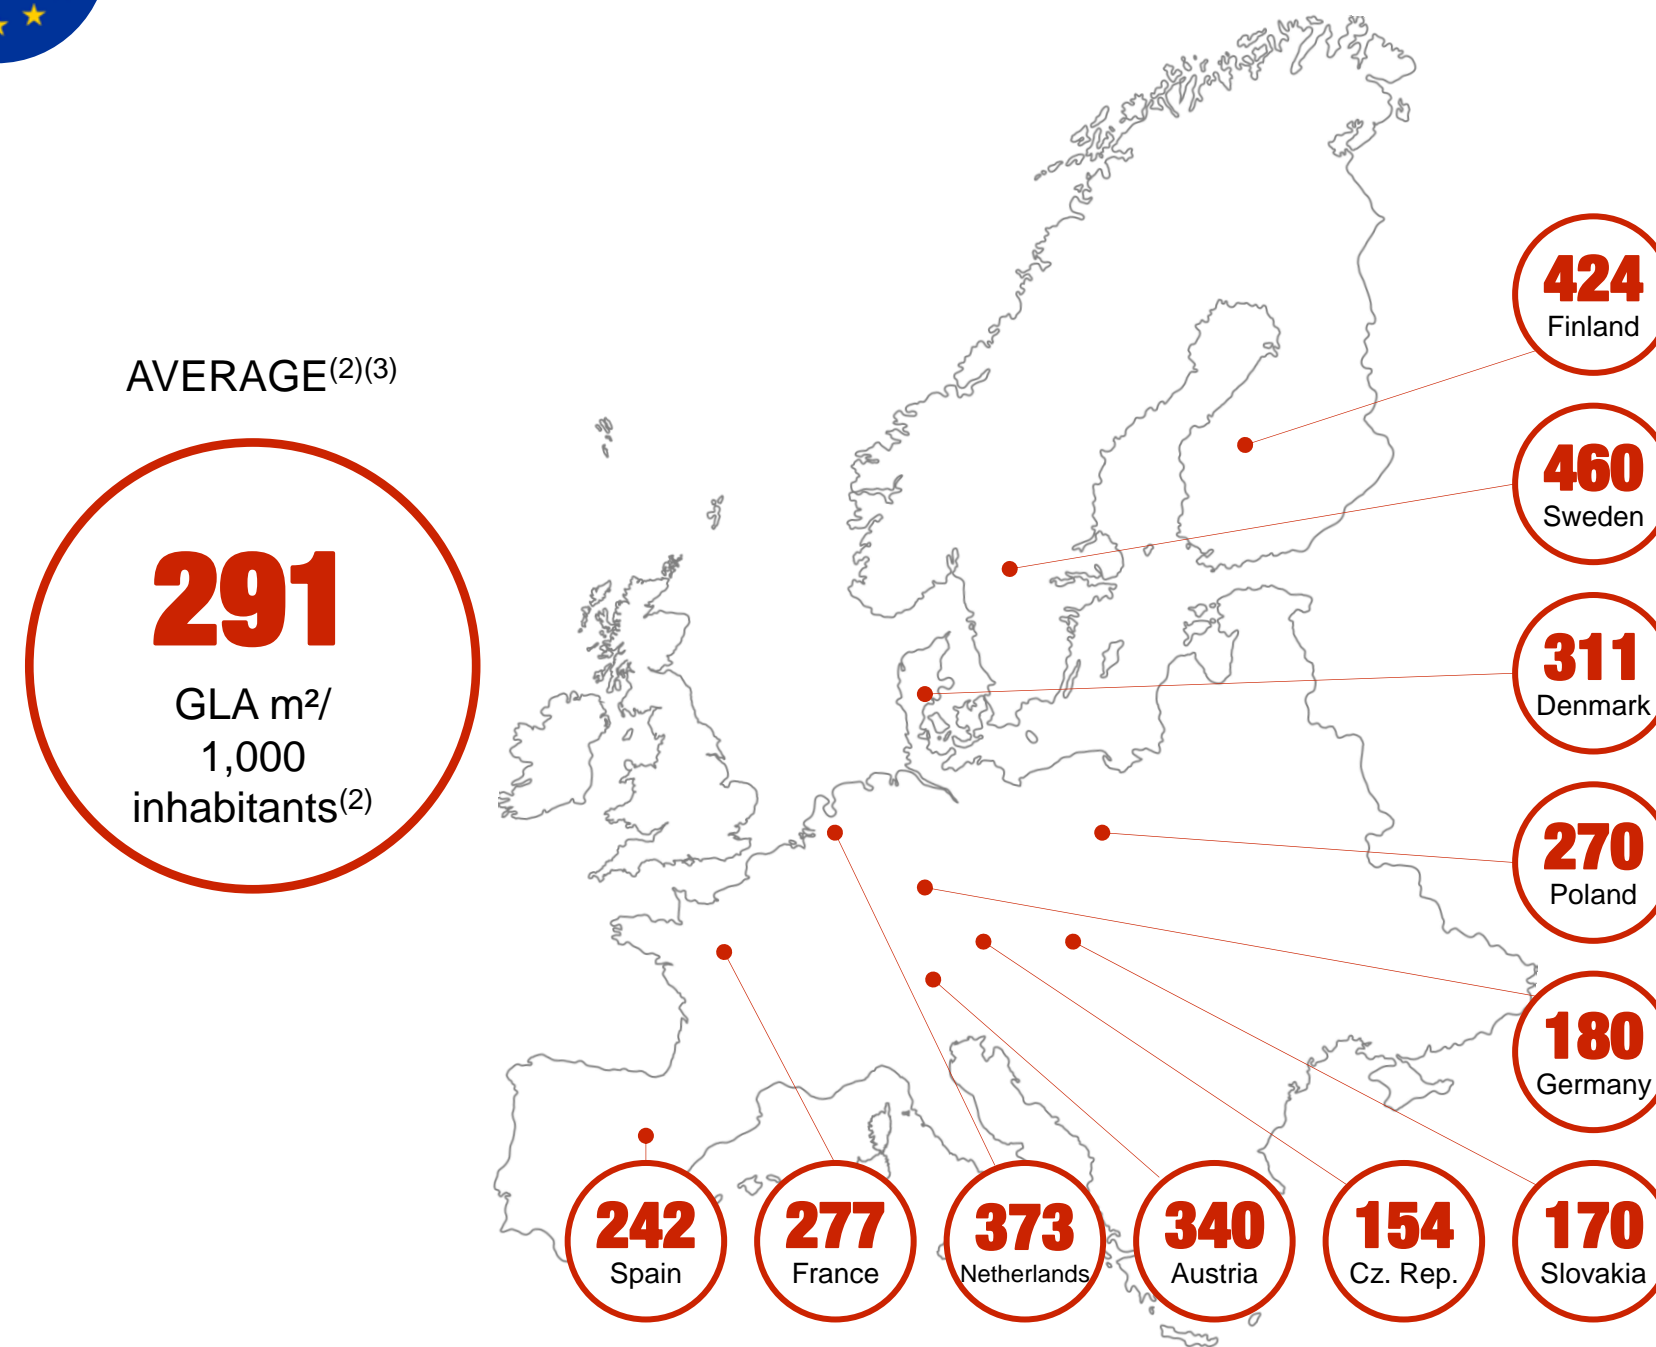 AVERAGE(2)(3)
291
GLA m²/
1,000
inhabitants(2)
424
Finland
460
Sweden
311
Denmark
270
Poland
180
Germany
242
Spain
277
France
373
Netherlands
340
Austria
154
Cz. Rep.
170
Slovakia